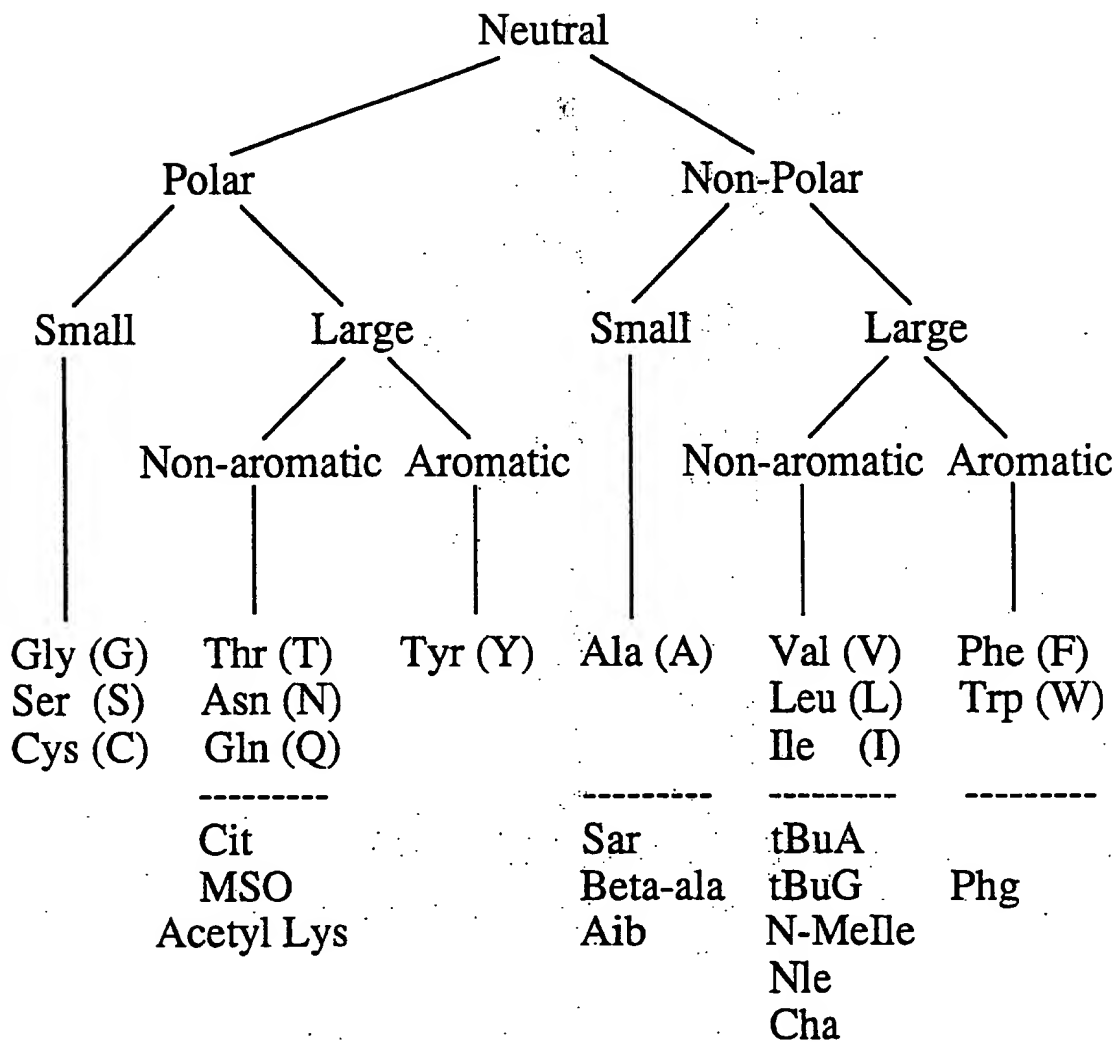 Neutral
Polar Non-Polar
Small Large Small Large
Non-aromatic Aromatic Non-aromatic Aromatic
Gly (G) Thr (T) Tyr (Y) Ala (A) Val (V) Phe (F)
Ser (S) Asn (N) Leu (L) Trp (W)
Cys (C) Gln (Q) Ile (I)
--------- --------- --------- ---------
Cit Sar tBuA
MSO Beta-ala tBuG Phg
Acetyl Lys Aib N-MeIle
Nle
Cha